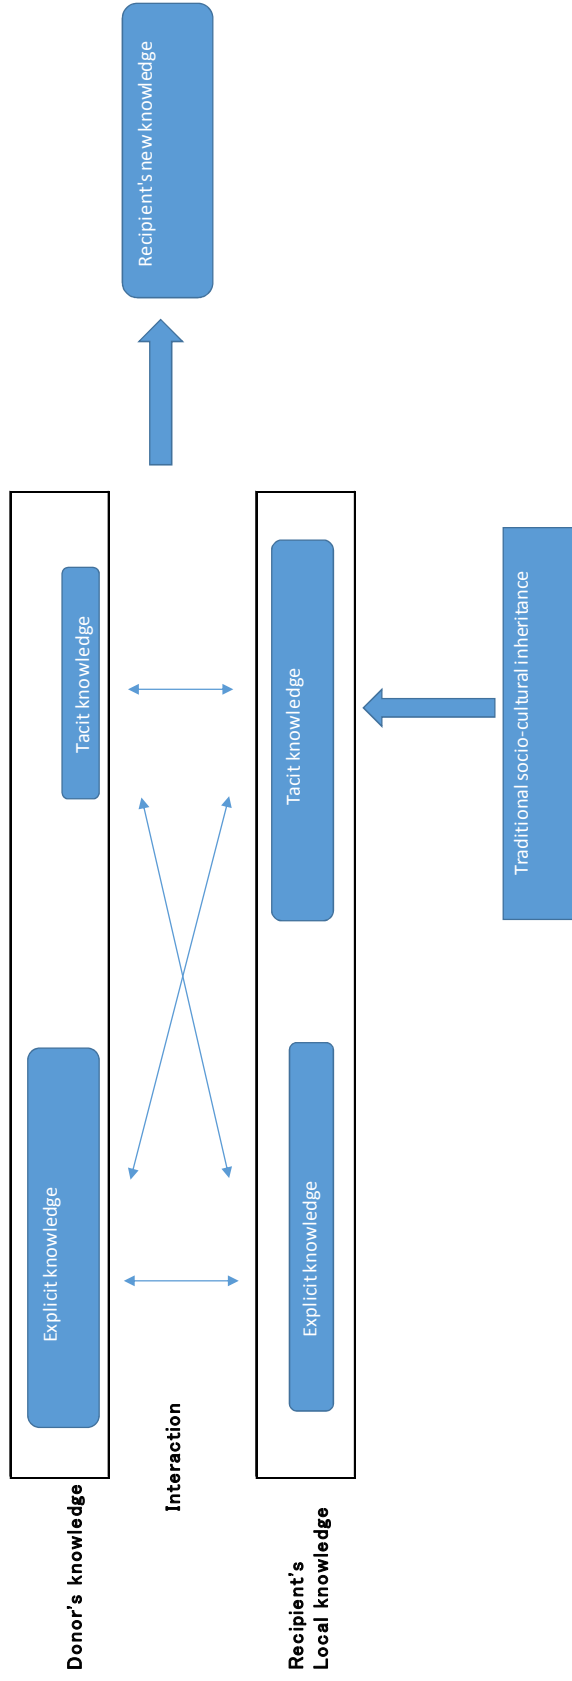 Donor's knowledge
Explicit knowledge
Tacit knowledge
Interaction
Recipient's new knowledge
Recipient's
Local knowledge
Explicit knowledge
Tacit knowledge
Traditional socio-cultural inheritance